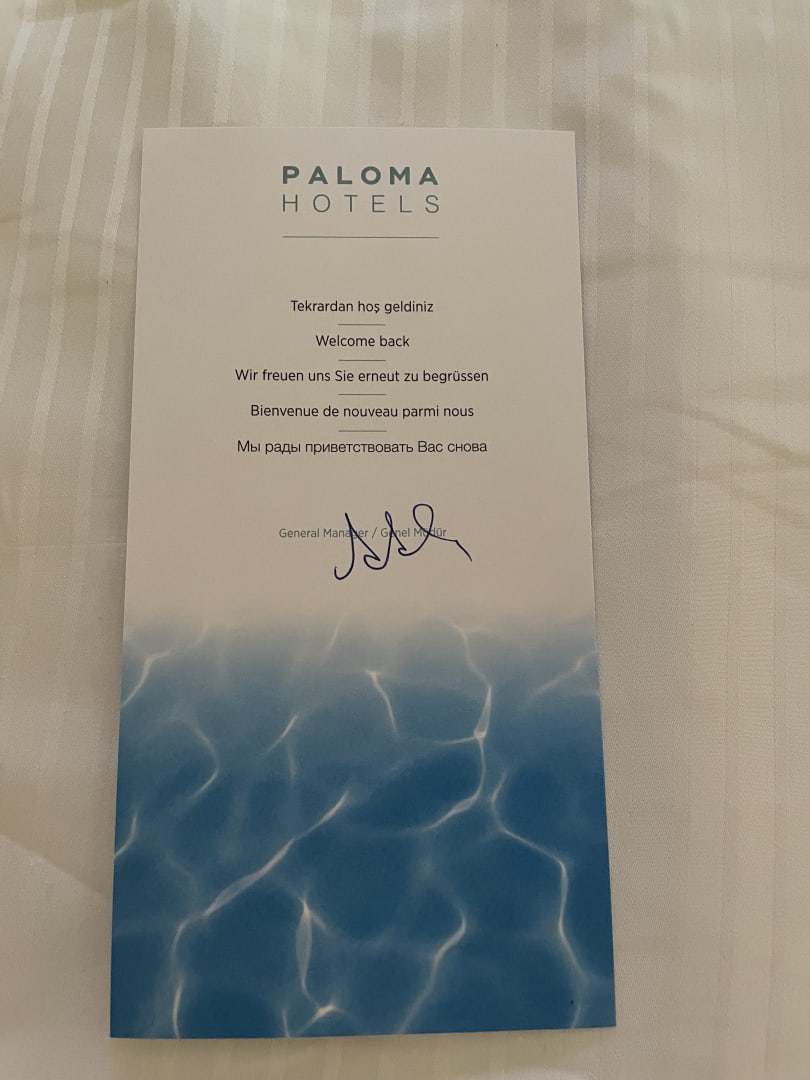 PALOMA
HOTELS
Tekrardan hoş geldiniz
Welcome back
Wir freuen uns Sie erneut zu begrüssen
Bienvenue de nouveau parmi nous
Мы рады приветствовать Вас снова
General Manager / Genel Müdür